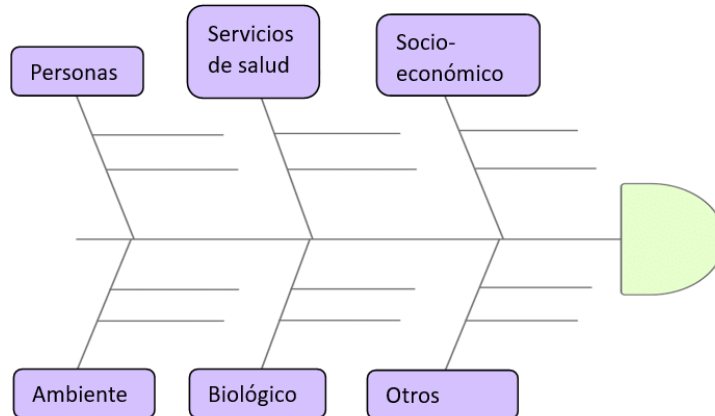 Personas
Servicios
de salud
Socio-
económico
Ambiente
Biológico
Otros